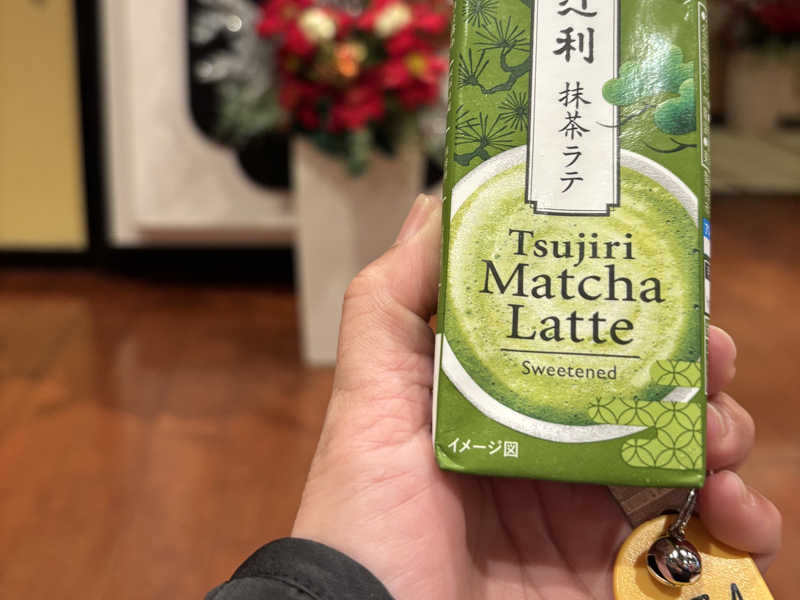 辻利
抹茶ラテ
Tsujiri
Matcha
Latte
Sweetened
イメージ図